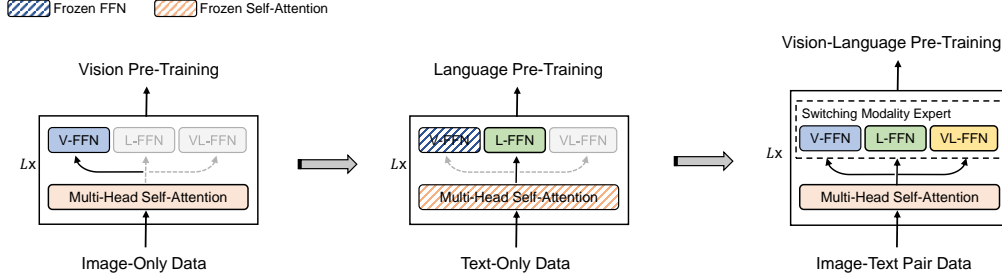 Frozen FFN Frozen Self-Attention
Vision Pre-Training
V-FFN L-FFN VL-FFN
Lx
Multi-Head Self-Attention
Image-Only Data
Language Pre-Training
V-FFN L-FFN VL-FFN
Lx
Multi-Head Self-Attention
Text-Only Data
Vision-Language Pre-Training
Switching Modality Expert
V-FFN L-FFN VL-FFN
Lx
Multi-Head Self-Attention
Image-Text Pair Data